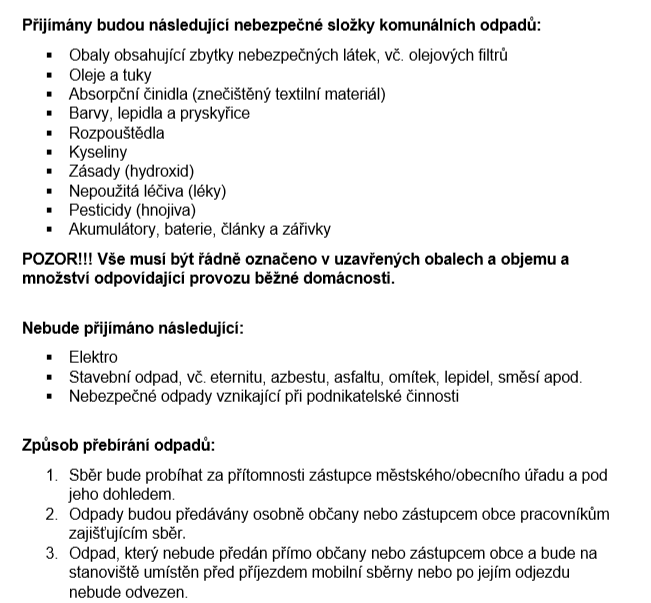 Přijímány budou následující nebezpečné složky komunálních odpadů:
▪ Obaly obsahující zbytky nebezpečných látek, vč. olejových filtrů
▪ Oleje a tuky
▪ Absorpční činidla (znečištěný textilní materiál)
▪ Barvy, lepidla a pryskyřice
▪ Rozpouštědla
▪ Kyseliny
▪ Zásady (hydroxid)
▪ Nepoužitá léčiva (léky)
▪ Pesticidy (hnojiva)
▪ Akumulátory, baterie, články a zářivky
POZOR!!! Vše musí být řádně označeno v uzavřených obalech a objemu a
množství odpovídající provozu běžné domácnosti.
Nebude přijímáno následující:
▪ Elektro
▪ Stavební odpad, vč. eternitu, azbestu, asfaltu, omítek, lepidel, směsí apod.
▪ Nebezpečné odpady vznikající při podnikatelské činnosti
Způsob přebírání odpadů:
1. Sběr bude probíhat za přítomnosti zástupce městského/obecního úřadu a pod
jeho dohledem.
2. Odpady budou předávány osobně občany nebo zástupcem obce pracovníkům
zajišťujícím sběr.
3. Odpad, který nebude předán přímo občany nebo zástupcem obce a bude na
stanoviště umístěn před příjezdem mobilní sběrny nebo po jejím odjezdu
nebude odvezen.